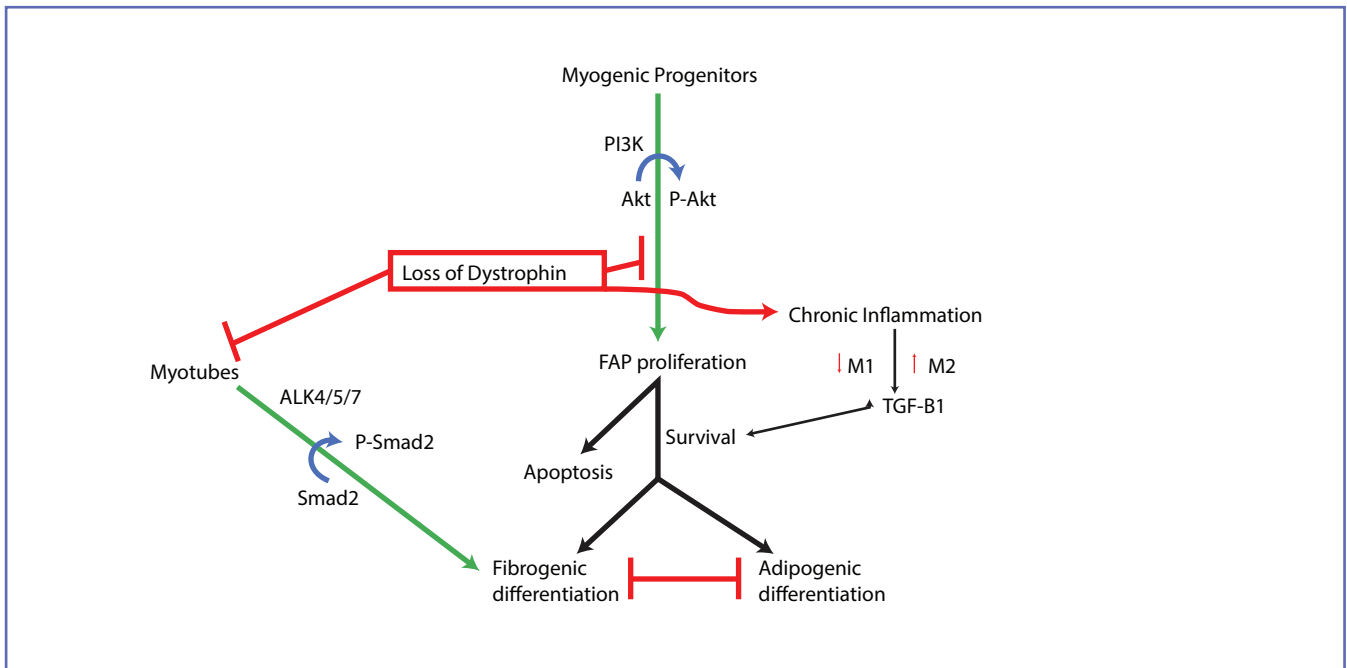 Myogenic Progenitors
PI3K
Akt P-Akt
Loss of Dystrophin
Chronic Inflammation
Myotubes
FAP proliferation
M1 M2
ALK4/5/7
TGF-B1
P-Smad2
Survival
Smad2
Apoptosis
Fibrogenic
differentiation
Adipogenic
differentiation